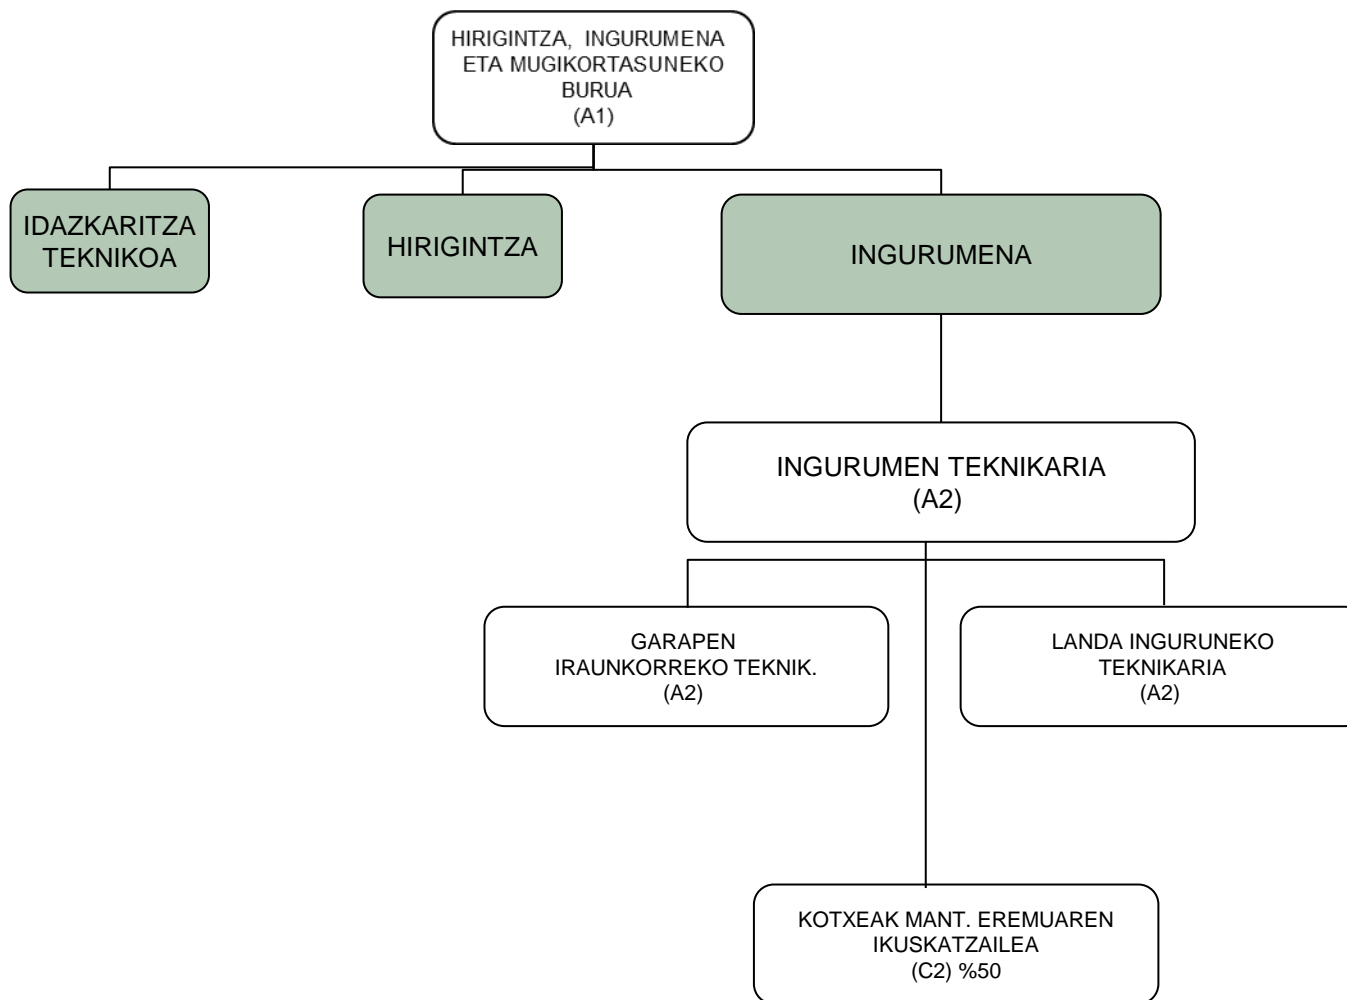 HIRIGINTZA, INGURUMENA
ETA MUGIKORTASUNEKO
BURUA
(A1)
IDAZKARITZA
TEKNIKOA
HIRIGINTZA
INGURUMENA
INGURUMEN TEKNIKARIA
(A2)
GARAPEN
IRAUNKORREKO TEKNIK.
(A2)
LANDA INGURUNEKO
TEKNIKARIA
(A2)
KOTXEAK MANT. EREMUAREN
IKUSKATZAILEA
(C2) %50